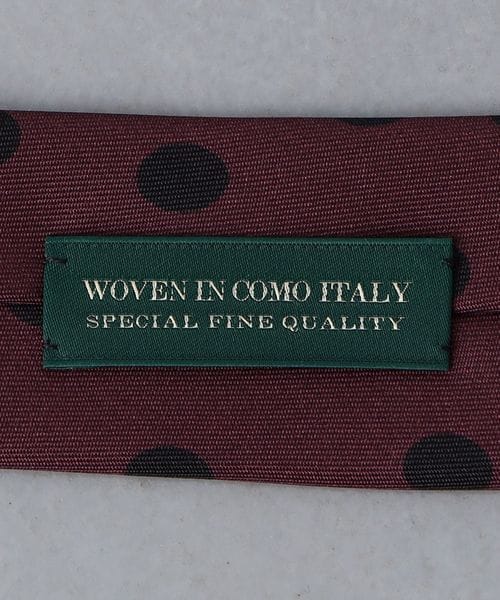 WOVEN IN COMO ITALY
SPECIAL FINE QUALITY